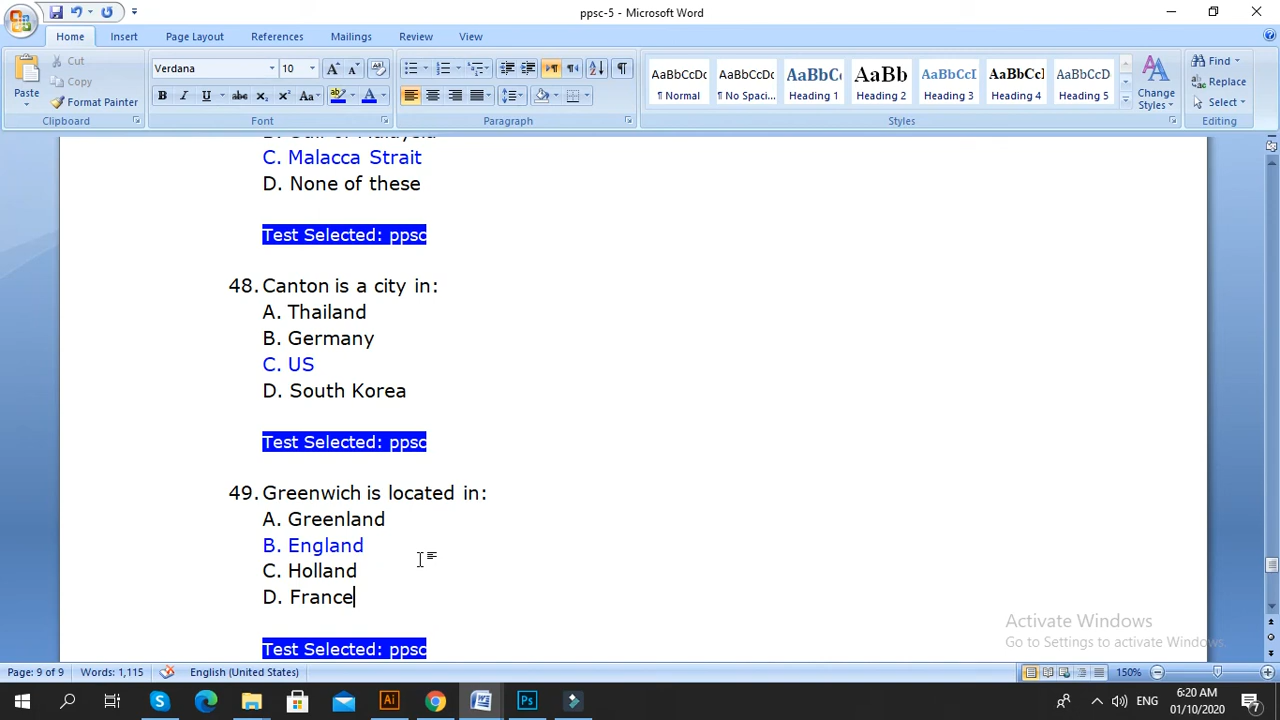 ppsc-5 - Microsoft Word
Home Insert Page Layout References Mailings Review View
Paste
Cut
Copy
Format Painter
Clipboard
Verdana 10
Font
Paragraph
AaBbCcDc AaBbCcDc AaBbC AaBb AaBbCcD AaBbCc AaBbCcD
¶ Normal ¶ No Spaci... Heading 1 Heading 2 Heading 3 Heading 4 Heading 5
Change Styles
Styles
Find
Replace
Select
Editing
C. Malacca Strait
D. None of these
Test Selected: ppsc
48. Canton is a city in:
A. Thailand
B. Germany
C. US
D. South Korea
Test Selected: ppsc
49. Greenwich is located in:
A. Greenland
B. England
C. Holland
D. France
Test Selected: ppsc
Activate Windows
Go to Settings to activate Windows.
Page: 9 of 9 Words: 1,115 English (United States) 150%
ENG
6:20 AM
01/10/2020
7